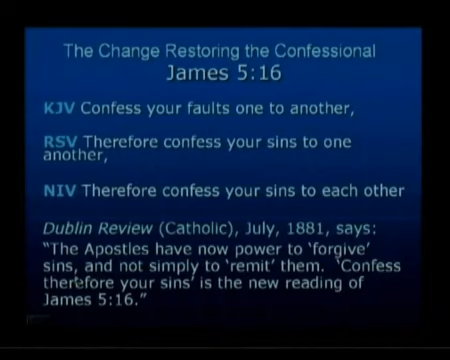 The Change Restoring the Confessional
James 5:16
KJV Confess your faults one to another,
RSV Therefore confess your sins to one
another,
NIV Therefore confess your sins to each other
Dublin Review (Catholic), July, 1881, says:
"The Apostles have now power to 'forgive'
sins, and not simply to 'remit' them. 'Confess
therefore your sins' is the new reading of
James 5:16."